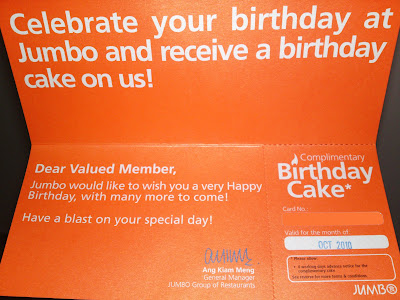 Celebrate your birthday at
Jumbo and receive a birthday
cake on us!
Dear Valued Member,
Jumbo would like to wish you a very Happy
Birthday, with many more to come!
Have a blast on your special day!
Ang Kiam Meng
General Manager
JUMBO Group of Restaurants
Complimentary
Birthday
Cake*
Card No.:
Valid for the month of
OCT 2010
JUMBO